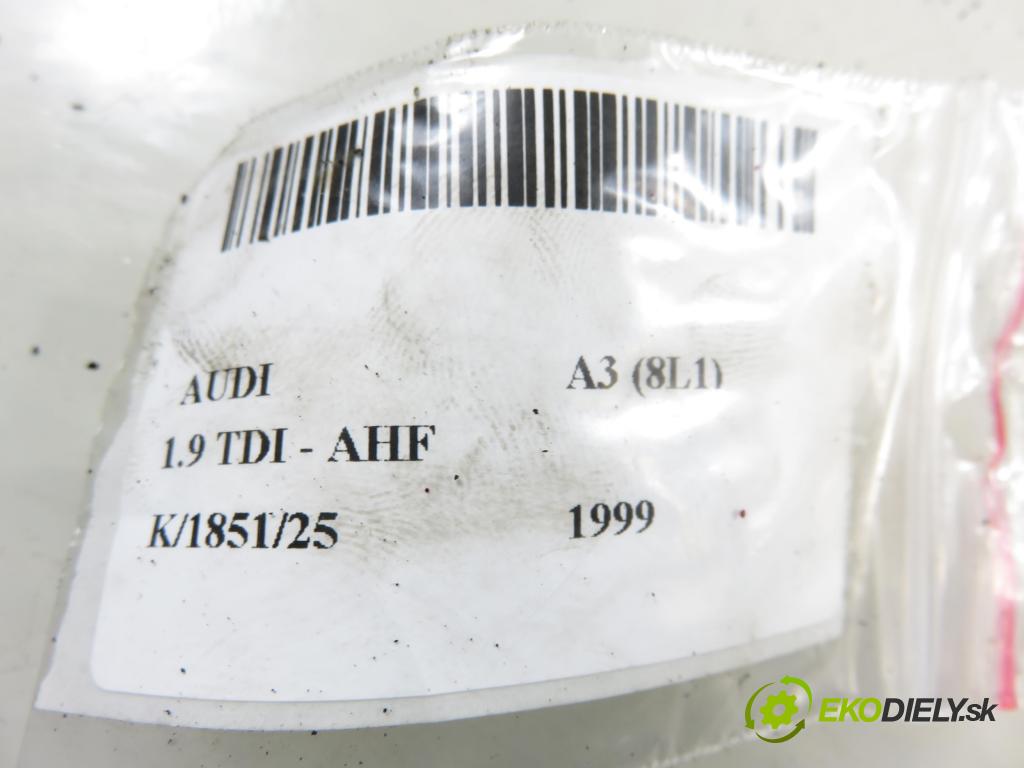 AUDI A3 (8L1)
1.9 TDI - AHF
K/1851/25 1999
EKODIELY.sk